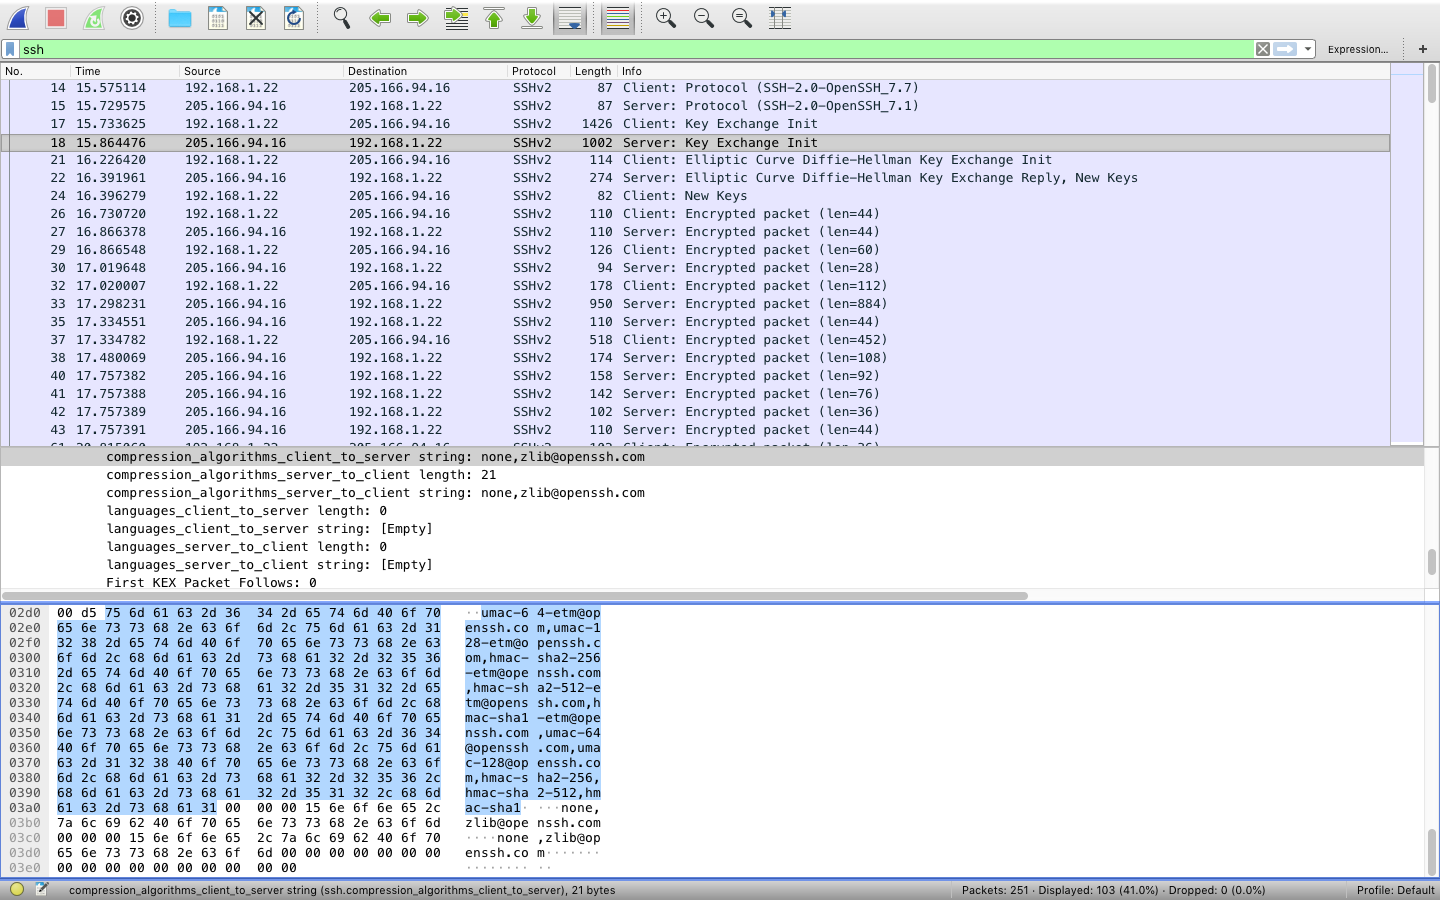 ssh
Expression...
+
No. Time Source Destination Protocol Length Info
14 15.575114 192.168.1.22 205.166.94.16 SSHv2 87 Client: Protocol (SSH-2.0-OpenSSH_7.7)
15 15.729575 205.166.94.16 192.168.1.22 SSHv2 87 Server: Protocol (SSH-2.0-OpenSSH_7.1)
17 15.733625 192.168.1.22 205.166.94.16 SSHv2 1426 Client: Key Exchange Init
18 15.864476 205.166.94.16 192.168.1.22 SSHv2 1002 Server: Key Exchange Init
21 16.226420 192.168.1.22 205.166.94.16 SSHv2 114 Client: Elliptic Curve Diffie-Hellman Key Exchange Init
22 16.391961 205.166.94.16 192.168.1.22 SSHv2 274 Server: Elliptic Curve Diffie-Hellman Key Exchange Reply, New Keys
24 16.396279 192.168.1.22 205.166.94.16 SSHv2 82 Client: New Keys
26 16.730720 192.168.1.22 205.166.94.16 SSHv2 110 Client: Encrypted packet (len=44)
27 16.866378 205.166.94.16 192.168.1.22 SSHv2 110 Server: Encrypted packet (len=44)
29 16.866548 192.168.1.22 205.166.94.16 SSHv2 126 Client: Encrypted packet (len=60)
30 17.019648 205.166.94.16 192.168.1.22 SSHv2 94 Server: Encrypted packet (len=28)
32 17.020007 192.168.1.22 205.166.94.16 SSHv2 178 Client: Encrypted packet (len=112)
33 17.298231 205.166.94.16 192.168.1.22 SSHv2 950 Server: Encrypted packet (len=884)
35 17.334551 205.166.94.16 192.168.1.22 SSHv2 110 Server: Encrypted packet (len=44)
37 17.334782 192.168.1.22 205.166.94.16 SSHv2 518 Client: Encrypted packet (len=452)
38 17.480069 205.166.94.16 192.168.1.22 SSHv2 174 Server: Encrypted packet (len=108)
40 17.757382 205.166.94.16 192.168.1.22 SSHv2 158 Server: Encrypted packet (len=92)
41 17.757388 205.166.94.16 192.168.1.22 SSHv2 142 Server: Encrypted packet (len=76)
42 17.757389 205.166.94.16 192.168.1.22 SSHv2 102 Server: Encrypted packet (len=36)
43 17.757391 205.166.94.16 192.168.1.22 SSHv2 110 Server: Encrypted packet (len=44)
compression_algorithms_client_to_server string: none,zlib@openssh.com
compression_algorithms_server_to_client length: 21
compression_algorithms_server_to_client string: none,zlib@openssh.com
languages_client_to_server length: 0
languages_client_to_server string: [Empty]
languages_server_to_client length: 0
languages_server_to_client string: [Empty]
First KEX Packet Follows: 0
02d0 00 d5 75 6d 61 63 2d 36 34 2d 65 74 6d 40 6f 70 ··umac-6 4-etm@op
02e0 65 6e 73 73 68 2e 63 6f 6d 2c 75 6d 61 63 2d 31 enssh.co m,umac-1
02f0 32 38 2d 65 74 6d 40 6f 70 65 6e 73 73 68 2e 63 28-etm@o penssh.c
0300 6f 6d 2c 68 6d 61 63 2d 73 68 61 32 2d 32 35 36 om,hmac- sha2-256
0310 2d 65 74 6d 40 6f 70 65 6e 73 73 68 2e 63 6f 6d -etm@ope nssh.com
0320 2c 68 6d 61 63 2d 73 68 61 32 2d 35 31 32 2d 65 ,hmac-sh a2-512-e
0330 74 6d 40 6f 70 65 6e 73 73 68 2e 63 6f 6d 2c 68 tm@opens sh.com,h
0340 6d 61 63 2d 73 68 61 31 2d 65 74 6d 40 6f 70 65 mac-sha1 -etm@ope
0350 6e 73 73 68 2e 63 6f 6d 2c 75 6d 61 63 2d 36 34 nssh.com ,umac-64
0360 40 6f 70 65 6e 73 73 68 2e 63 6f 6d 2c 75 6d 61 @openssh .com,uma
0370 63 2d 31 32 38 40 6f 70 65 6e 73 73 68 2e 63 6f c-128@op enssh.co
0380 6d 2c 68 6d 61 63 2d 73 68 61 32 2d 32 35 36 2c m,hmac-s ha2-256,
0390 68 6d 61 63 2d 73 68 61 32 2d 35 31 32 2c 68 6d hmac-sha 2-512,hm
03a0 61 63 2d 73 68 61 31 00 00 00 15 6e 6f 6e 65 2c ac-sha1· ···none,
03b0 7a 6c 69 62 40 6f 70 65 6e 73 73 68 2e 63 6f 6d zlib@ope nssh.com
03c0 00 00 00 15 6e 6f 6e 65 2c 7a 6c 69 62 40 6f 70 ····none ,zlib@op
03d0 65 6e 73 73 68 2e 63 6f 6d 00 00 00 00 00 00 00 enssh.co m·······
03e0 00 00 00 00 00 00 00 00 00 00 ········ ··
compression_algorithms_client_to_server string (ssh.compression_algorithms_client_to_server), 21 bytes
Packets: 251 · Displayed: 103 (41.0%) · Dropped: 0 (0.0%)
Profile: Default